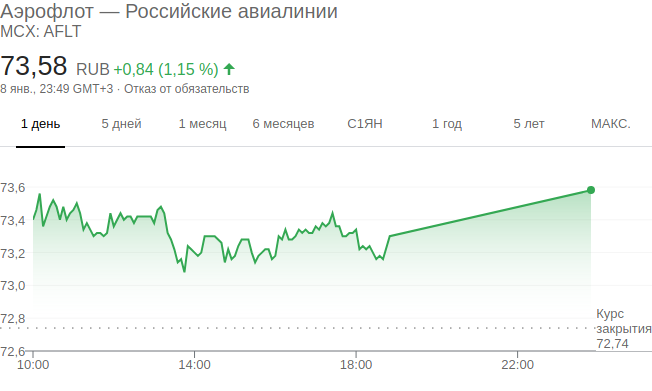 Аэрофлот — Российские авиалинии
MCX: AFLT
73,58 RUB +0,84 (1,15 %)
8 янв., 23:49 GMT+3 · Отказ от обязательств
1 день 5 дней 1 месяц 6 месяцев С1ЯН 1 год 5 лет МАКС.
73,6
73,4
73,2
73,0
72,8
72,6
Курс
закрытия
72,74
10:00 14:00 18:00 22:00